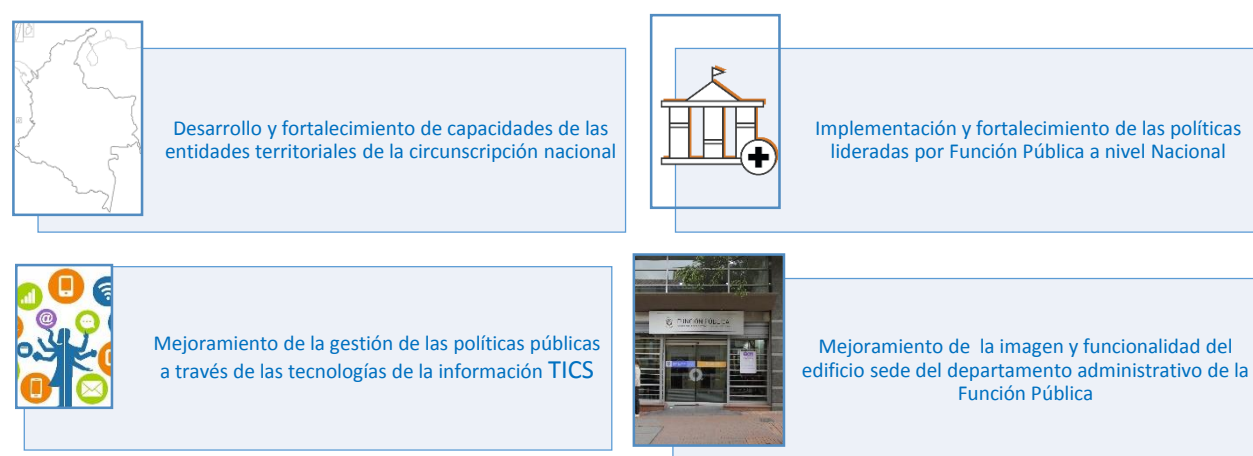 Desarrollo y fortalecimiento de capacidades de las
entidades territoriales de la circunscripción nacional
Implementación y fortalecimiento de las políticas
lideradas por Función Pública a nivel Nacional
@
Mejoramiento de la gestión de las políticas públicas
a través de las tecnologías de la información TICS
FUNCIÓN PÚBLICA
Mejoramiento de  la imagen y funcionalidad del
edificio sede del departamento administrativo de la
Función Pública